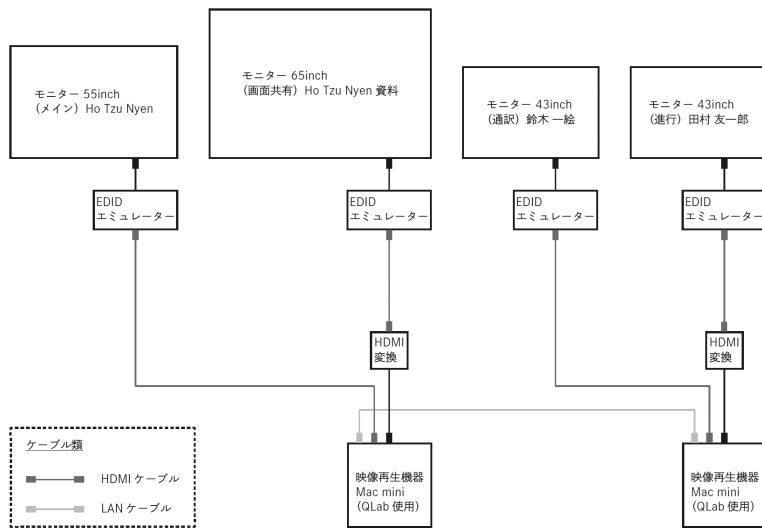 モニター 55inch
（メイン）Ho Tzu Nyen
モニター 65inch
（画面共有）Ho Tzu Nyen 資料
モニター 43inch
（通訳）鈴木 一絵
モニター 43inch
（進行）田村 友一郎
EDID
エミュレーター
EDID
エミュレーター
EDID
エミュレーター
EDID
エミュレーター
HDMI
変換
HDMI
変換
ケーブル類
HDMI ケーブル
LAN ケーブル
映像再生機器
Mac mini
（QLab 使用）
映像再生機器
Mac mini
（QLab 使用）